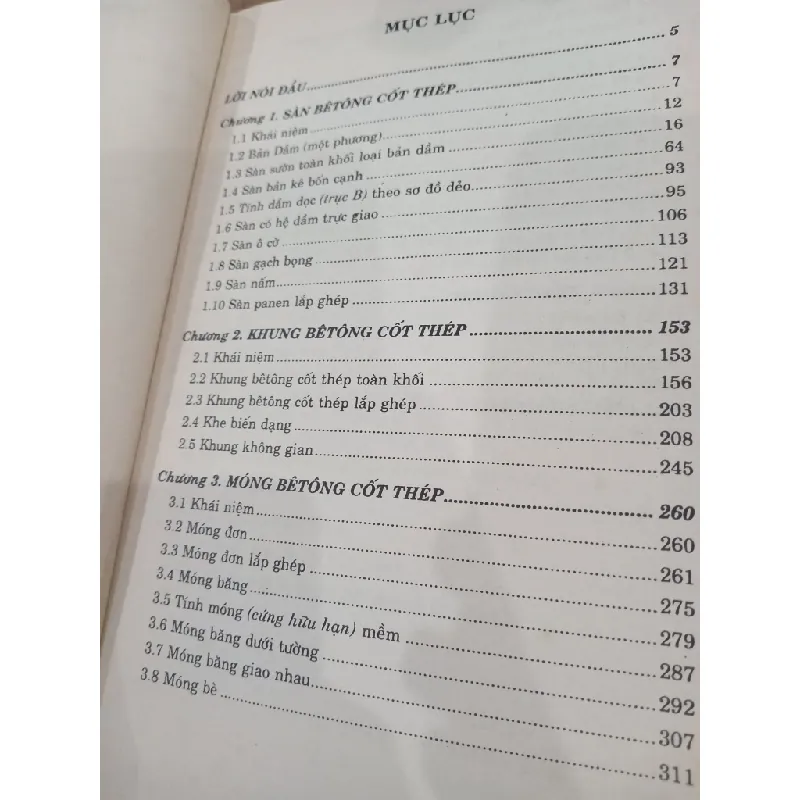 MỤC LỤC
LỜI NÓI ĐẦU 5
Chương 1. SÀN BÊTÔNG CỐT THÉP 7
1.1 Khái niệm 7
1.2 Bản Dầm (một phương) 12
1.3 Sàn sườn toàn khối loại bản dầm 16
1.4 Sàn bản kê bốn cạnh 64
1.5 Tính dầm dọc (trục B) theo sơ đồ dẻo 93
1.6 Sàn có hệ dầm trực giao 95
1.7 Sàn ô cờ 106
1.8 Sàn gạch bọng 113
1.9 Sàn nấm 121
1.10 Sàn panen lắp ghép 131
Chương 2. KHUNG BÊTÔNG CỐT THÉP 153
2.1 Khái niệm 153
2.2 Khung bêtông cốt thép toàn khối 156
2.3 Khung bêtông cốt thép lắp ghép 203
2.4 Khe biến dạng 208
2.5 Khung không gian 245
Chương 3. MÓNG BÊTÔNG CỐT THÉP 260
3.1 Khái niệm 260
3.2 Móng đơn 261
3.3 Móng đơn lắp ghép 275
3.4 Móng băng 279
3.5 Tính móng (cứng hữu hạn) mềm 287
3.6 Móng băng dưới tường 292
3.7 Móng băng giao nhau 307
3.8 Móng bè 311